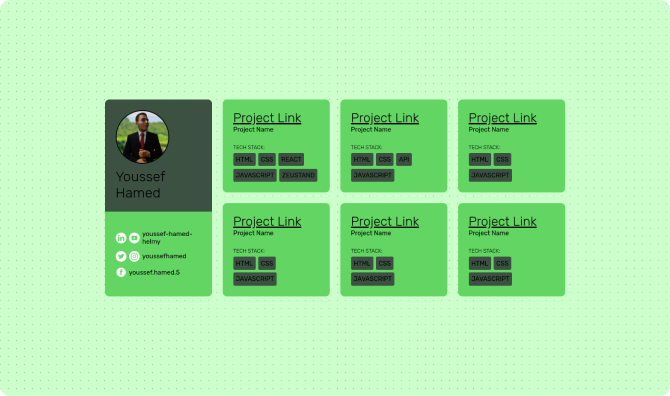 Youssef
Hamed
youssef-hamed-
helmy
youssefhamed
youssef.hamed.5
Project Link
Project Name
TECH STACK:
HTML CSS REACT
JAVASCRIPT ZEUSTAND
Project Link
Project Name
TECH STACK:
HTML CSS API
JAVASCRIPT
Project Link
Project Name
TECH STACK:
HTML CSS
JAVASCRIPT
Project Link
Project Name
TECH STACK:
HTML CSS
JAVASCRIPT
Project Link
Project Name
TECH STACK:
HTML CSS
JAVASCRIPT
Project Link
Project Name
TECH STACK:
HTML CSS
JAVASCRIPT